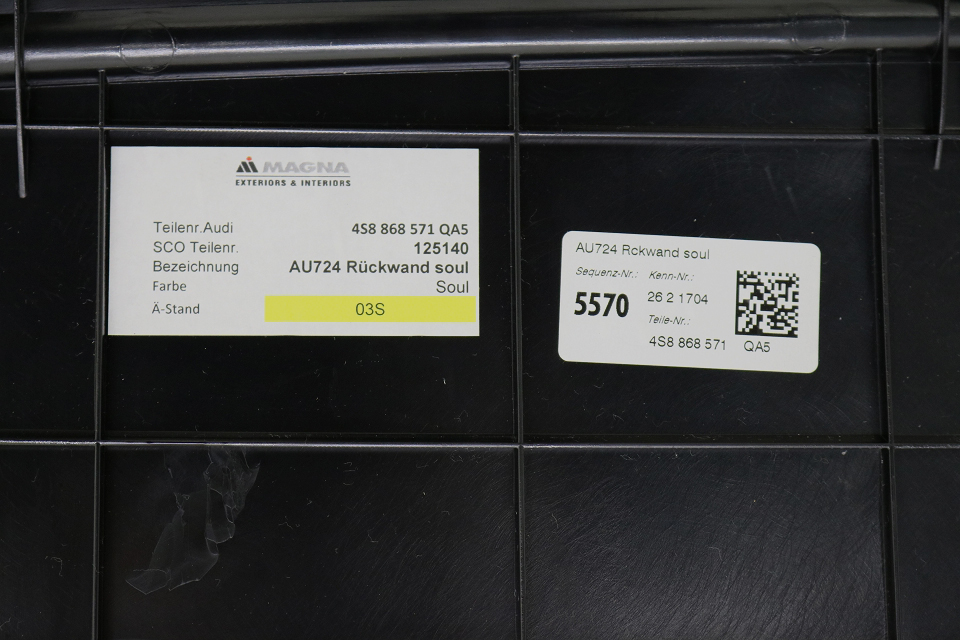 MAGNA
EXTERIORS & INTERIORS
Teilenr.Audi 4S8 868 571 QA5
SCO Teilenr. 125140
Bezeichnung AU724 Rückwand soul
Farbe Soul
Ä-Stand 03S
AU724 Rckwand soul
Sequenz-Nr.: Kenn-Nr.:
5570 26 2 1704
Teile-Nr.:
4S8 868 571 QA5